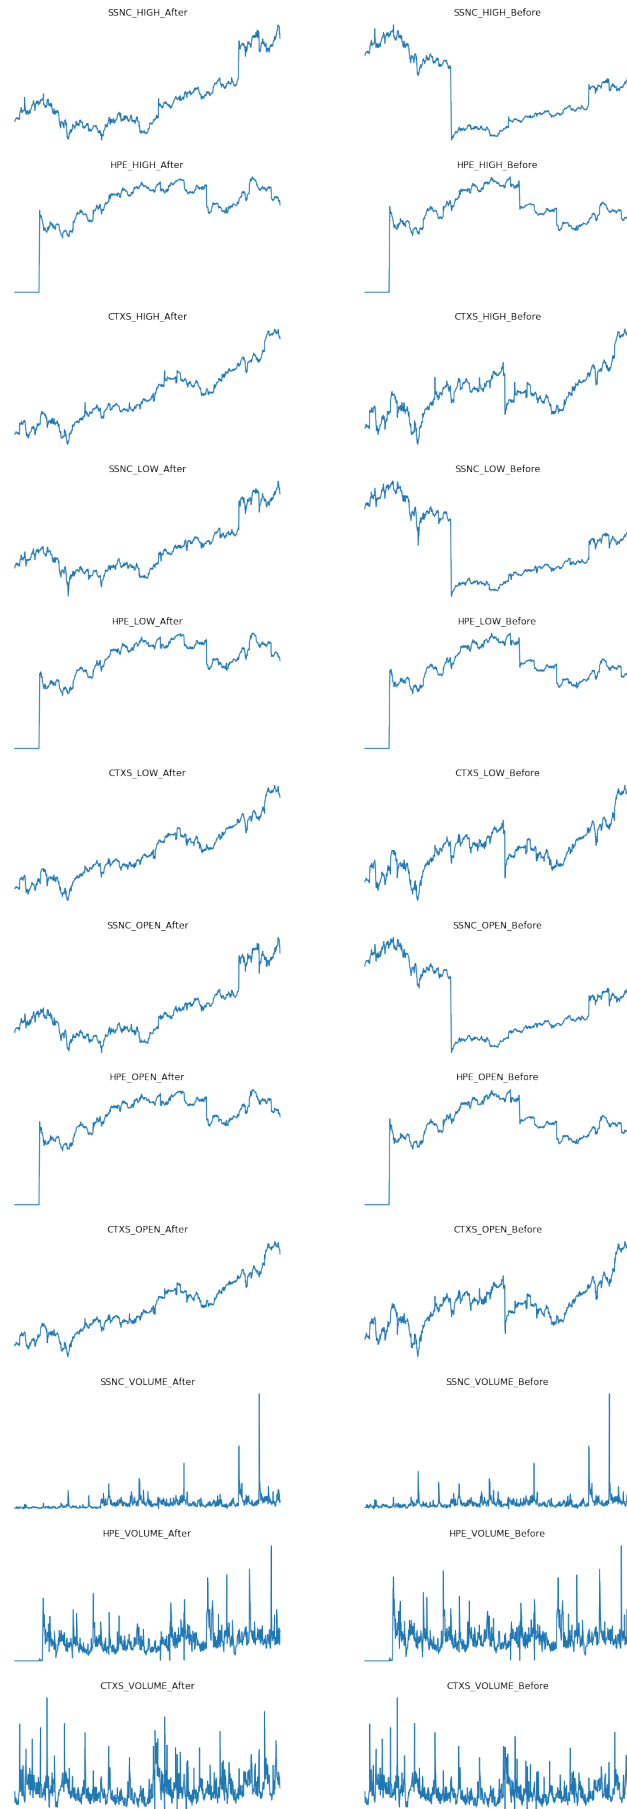 SSNC_HIGH_After
SSNC_HIGH_Before
HPE_HIGH_After
HPE_HIGH_Before
CTXS_HIGH_After
CTXS_HIGH_Before
SSNC_LOW_After
SSNC_LOW_Before
HPE_LOW_After
HPE_LOW_Before
CTXS_LOW_After
CTXS_LOW_Before
SSNC_OPEN_After
SSNC_OPEN_Before
HPE_OPEN_After
HPE_OPEN_Before
CTXS_OPEN_After
CTXS_OPEN_Before
SSNC_VOLUME_After
SSNC_VOLUME_Before
HPE_VOLUME_After
HPE_VOLUME_Before
CTXS_VOLUME_After
CTXS_VOLUME_Before